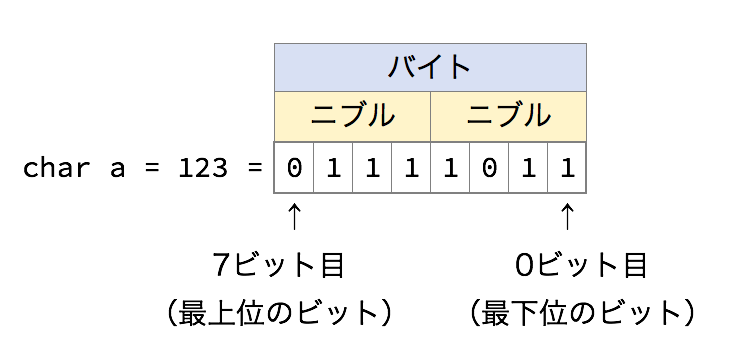 バイト
ニブル ニブル
char a = 123 = 0 1 1 1 1 0 1 1
↑ ↑
7ビット目 0ビット目
（最上位のビット） （最下位のビット）